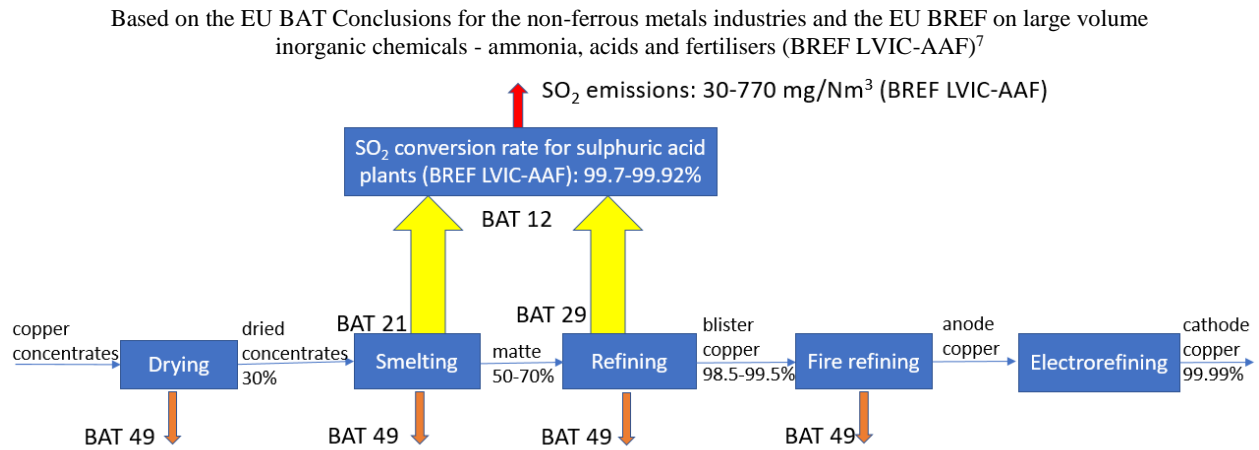 Based on the EU BAT Conclusions for the non-ferrous metals industries and the EU BREF on large volume
inorganic chemicals - ammonia, acids and fertilisers (BREF LVIC-AAF)⁷
SO₂ emissions: 30-770 mg/Nm³ (BREF LVIC-AAF)
SO₂ conversion rate for sulphuric acid
plants (BREF LVIC-AAF): 99.7-99.92%
BAT 12
BAT 21
BAT 29
copper
concentrates
Drying
dried
concentrates
30%
Smelting
matte
50-70%
Refining
blister
copper
98.5-99.5%
Fire refining
anode
copper
Electrorefining
cathode
copper
99.99%
BAT 49
BAT 49
BAT 49
BAT 49